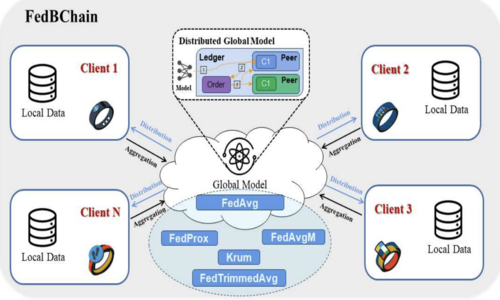 FedBChain
Distributed Global Model
Ledger
Peer
C1
1
2
3
Model
Order
C1
Peer
Client 1
Local Data
Client 2
Local Data
Distribution
Aggregation
Distribution
Aggregation
Global Model
FedAvg
Distribution
Aggregation
Distribution
Aggregation
Client N
Local Data
Client 3
Local Data
FedProx
FedAvgM
Krum
FedTrimmedAvg